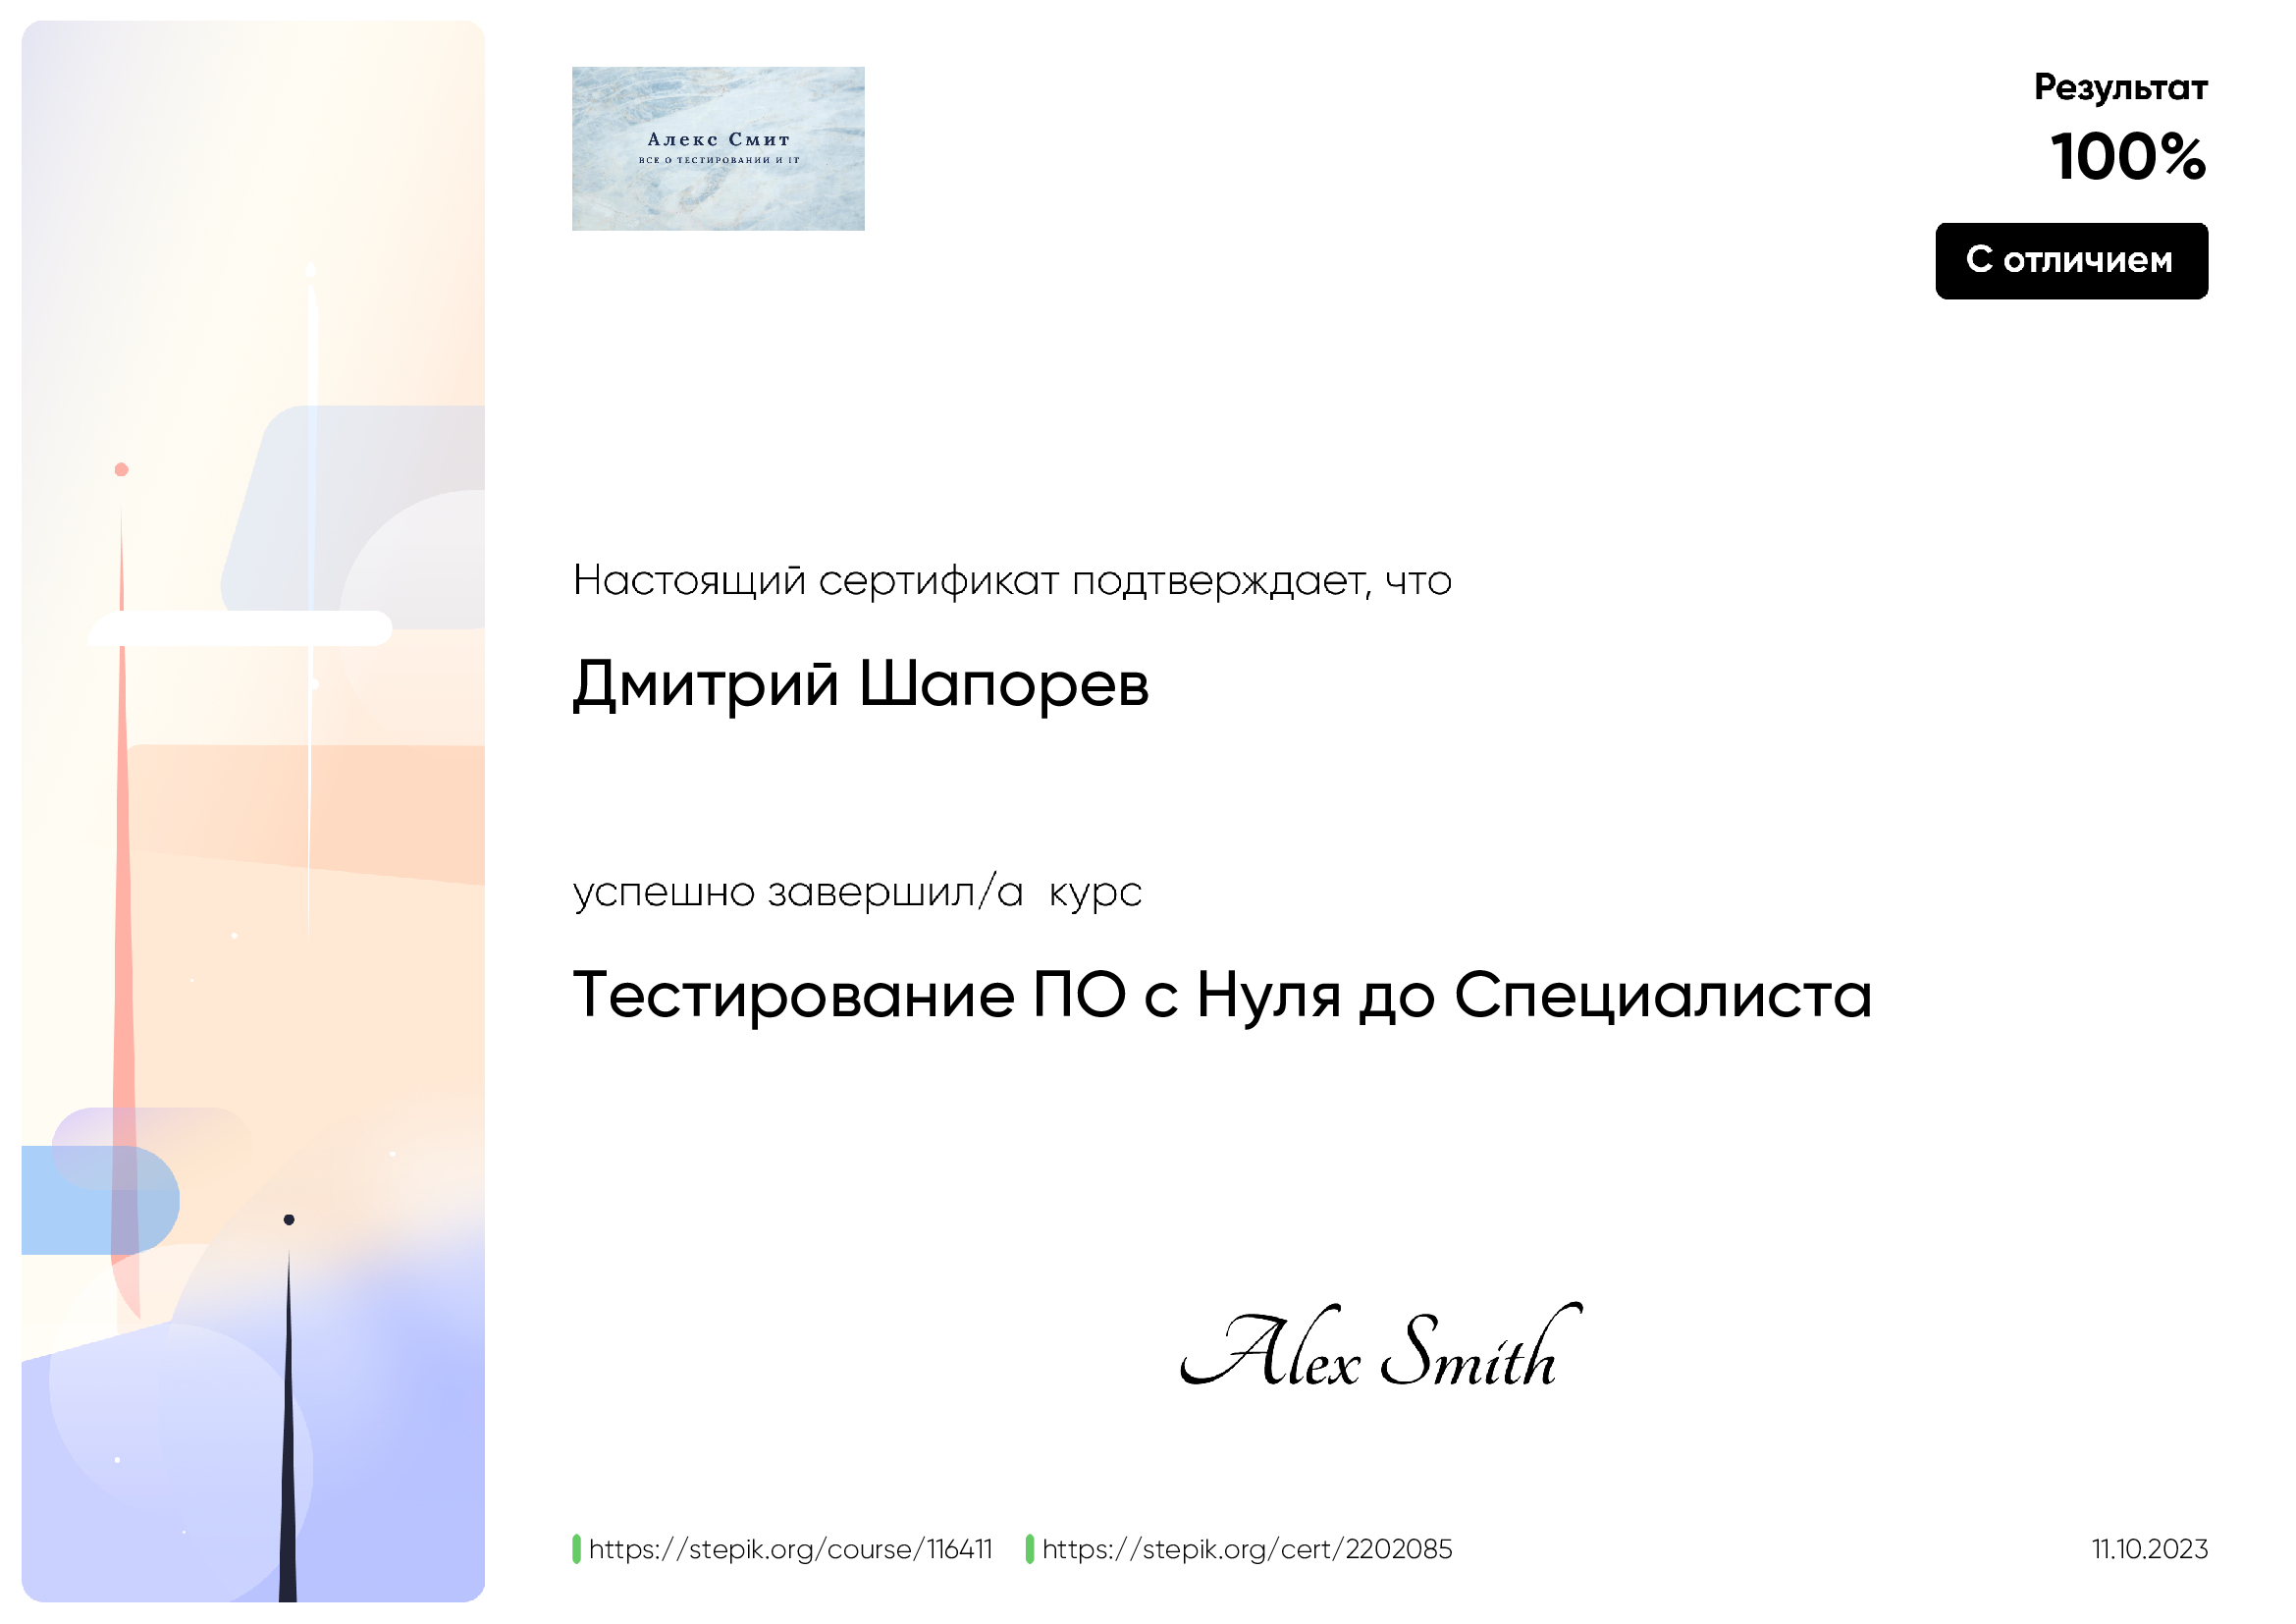 Алекс Смит
ВСЕ О ТЕСТИРОВАНИИ И IT
Результат
100%
С отличием
Настоящий сертификат подтверждает, что
Дмитрий Шапорев
успешно завершил/а  курс
Тестирование ПО с Нуля до Специалиста
Alex Smith
https://stepik.org/course/116411 https://stepik.org/cert/2202085 11.10.2023